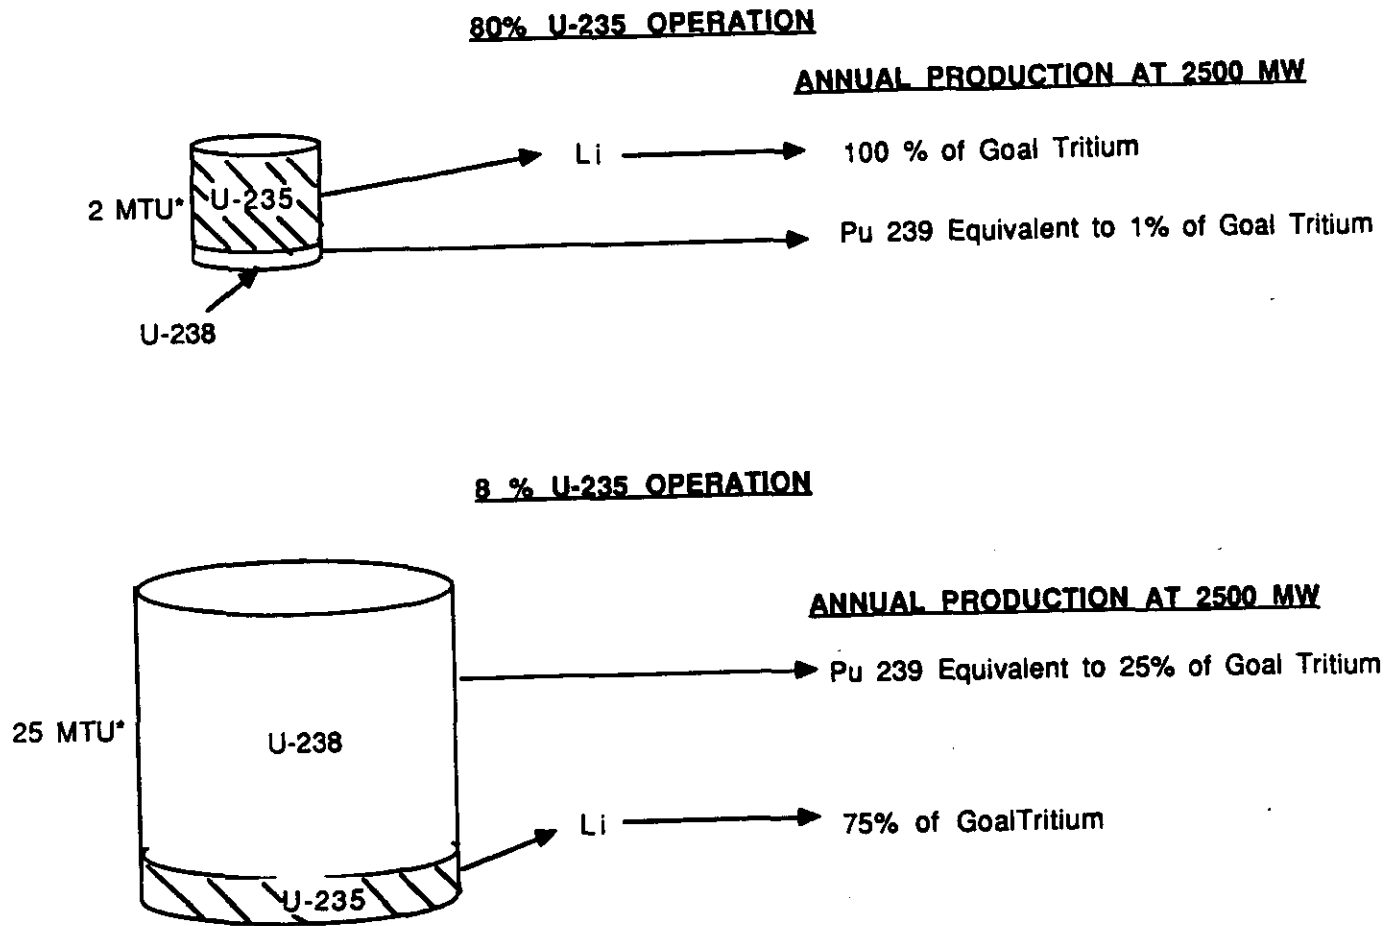 80% U-235 OPERATION
ANNUAL PRODUCTION AT 2500 MW
Li
100 % of Goal Tritium
2 MTU*
U-235
Pu 239 Equivalent to 1% of Goal Tritium
U-238
8 % U-235 OPERATION
ANNUAL PRODUCTION AT 2500 MW
Pu 239 Equivalent to 25% of Goal Tritium
25 MTU*
U-238
Li
75% of GoalTritium
U-235